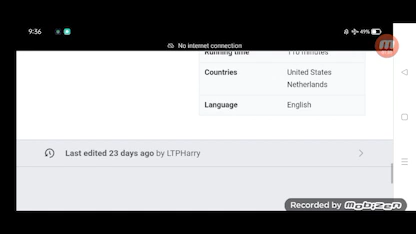 9:36
49%
No internet connection
Running time 110 minutes
Countries United States
Netherlands
Language English
Last edited 23 days ago by LTPHarry
Recorded by mobizen